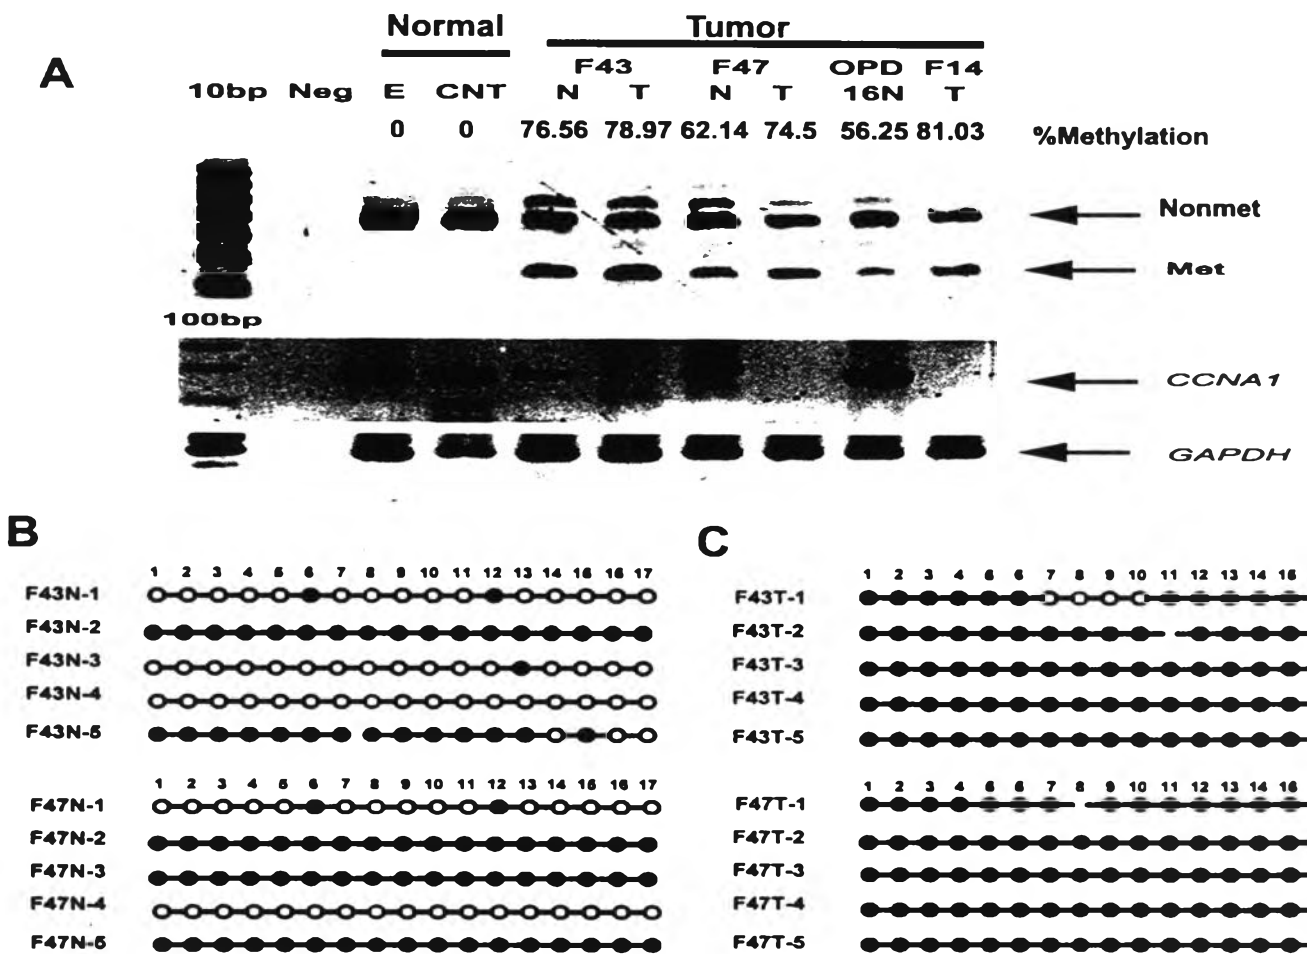 Normal Tumor
A
F43 F47 OPD F14
10bp Neg E CNT N T N T 16N T
0 0 76.56 78.97 62.14 74.5 56.25 81.03 %Methylation
Nonmet
Met
100bp
CCNA1
GAPDH
B
1 2 3 4 5 6 7 8 9 10 11 12 13 14 15 16 17
F43N-1
F43N-2
F43N-3
F43N-4
F43N-5
1 2 3 4 5 6 7 8 9 10 11 12 13 14 15 16 17
F47N-1
F47N-2
F47N-3
F47N-4
F47N-5
C
1 2 3 4 5 6 7 8 9 10 11 12 13 14 15
F43T-1
F43T-2
F43T-3
F43T-4
F43T-5
1 2 3 4 5 6 7 8 9 10 11 12 13 14 15
F47T-1
F47T-2
F47T-3
F47T-4
F47T-5